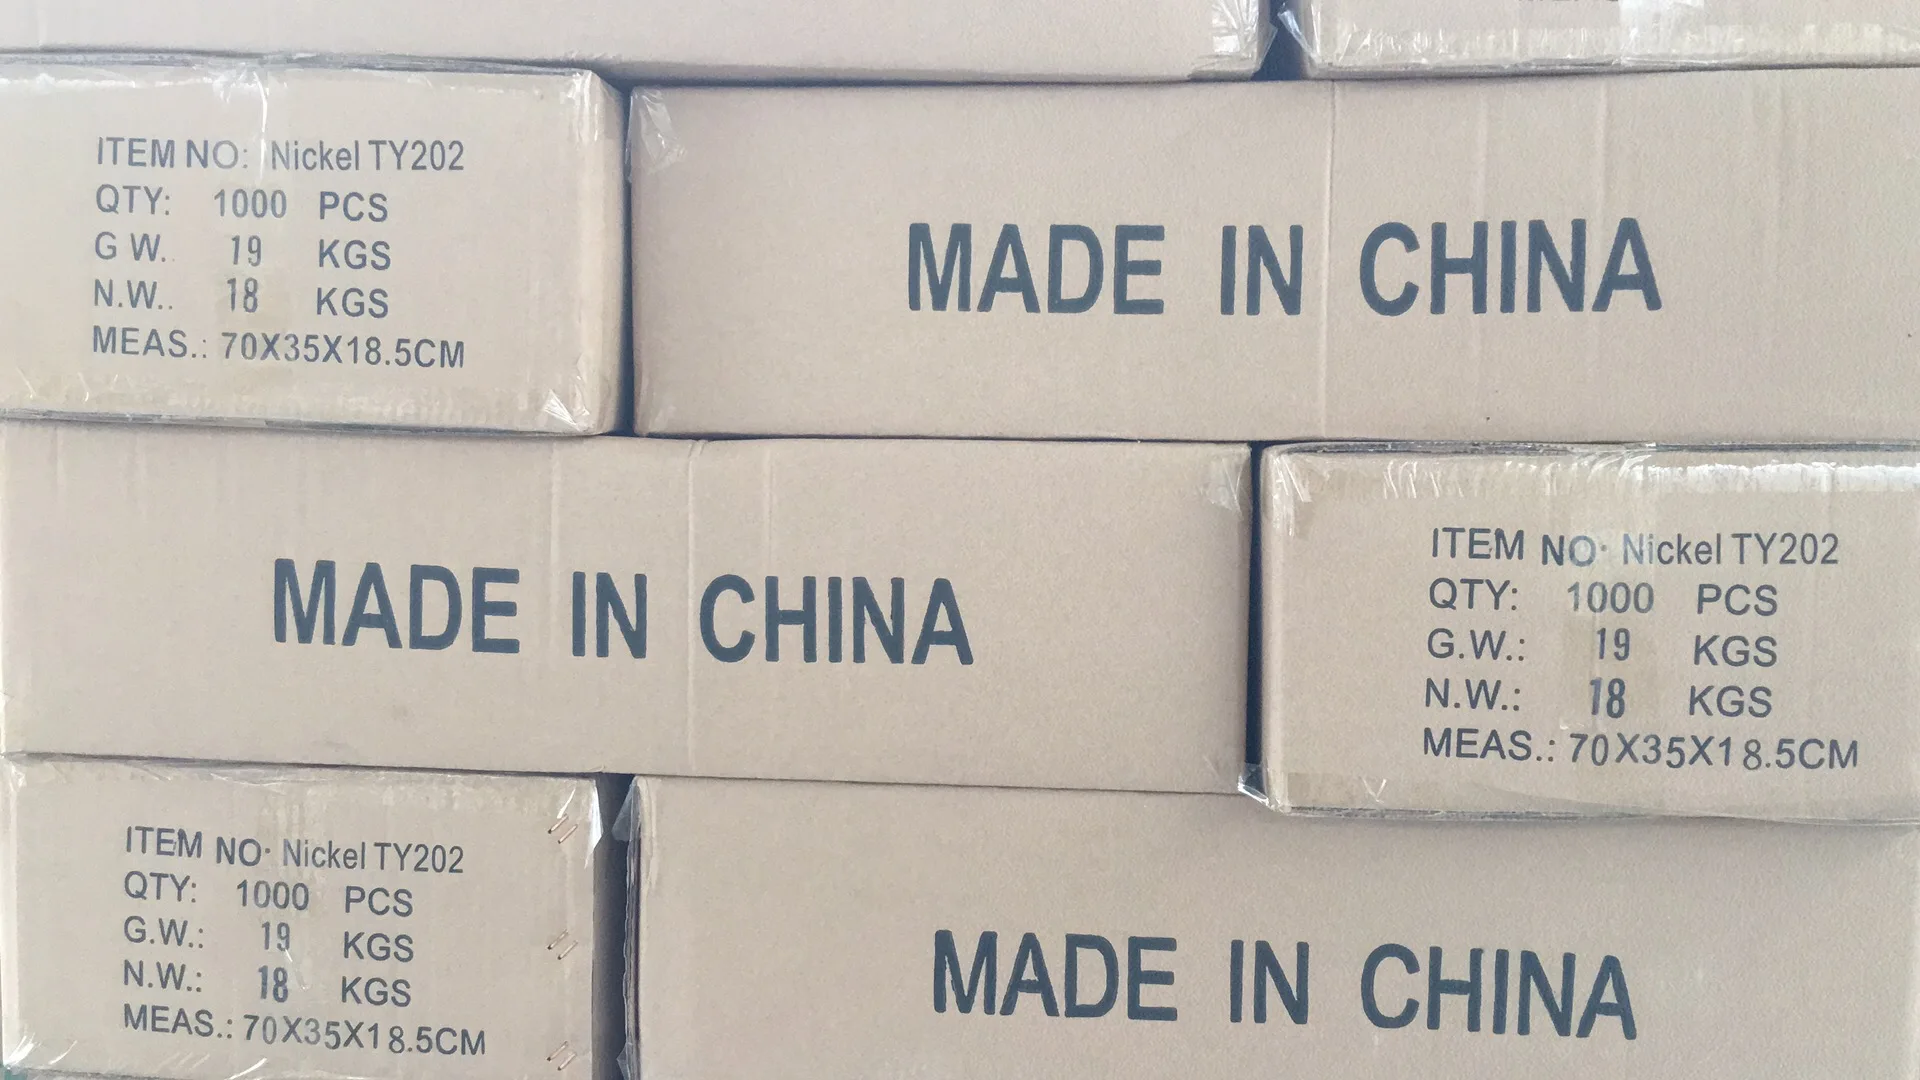 ITEM NO: Nickel TY202
QTY: 1000 PCS
G W. 19 KGS
N.W.. 18 KGS
MEAS.: 70X35X18.5CM
MADE IN CHINA
MADE IN CHINA
ITEM NO. Nickel TY202
QTY: 1000 PCS
G.W.: 19 KGS
N.W.: 18 KGS
MEAS.: 70X35X18.5CM
ITEM NO. Nickel TY202
QTY: 1000 PCS
G.W.: 19 KGS
N.W.: 18 KGS
MEAS.: 70X35X18.5CM
MADE IN CHINA